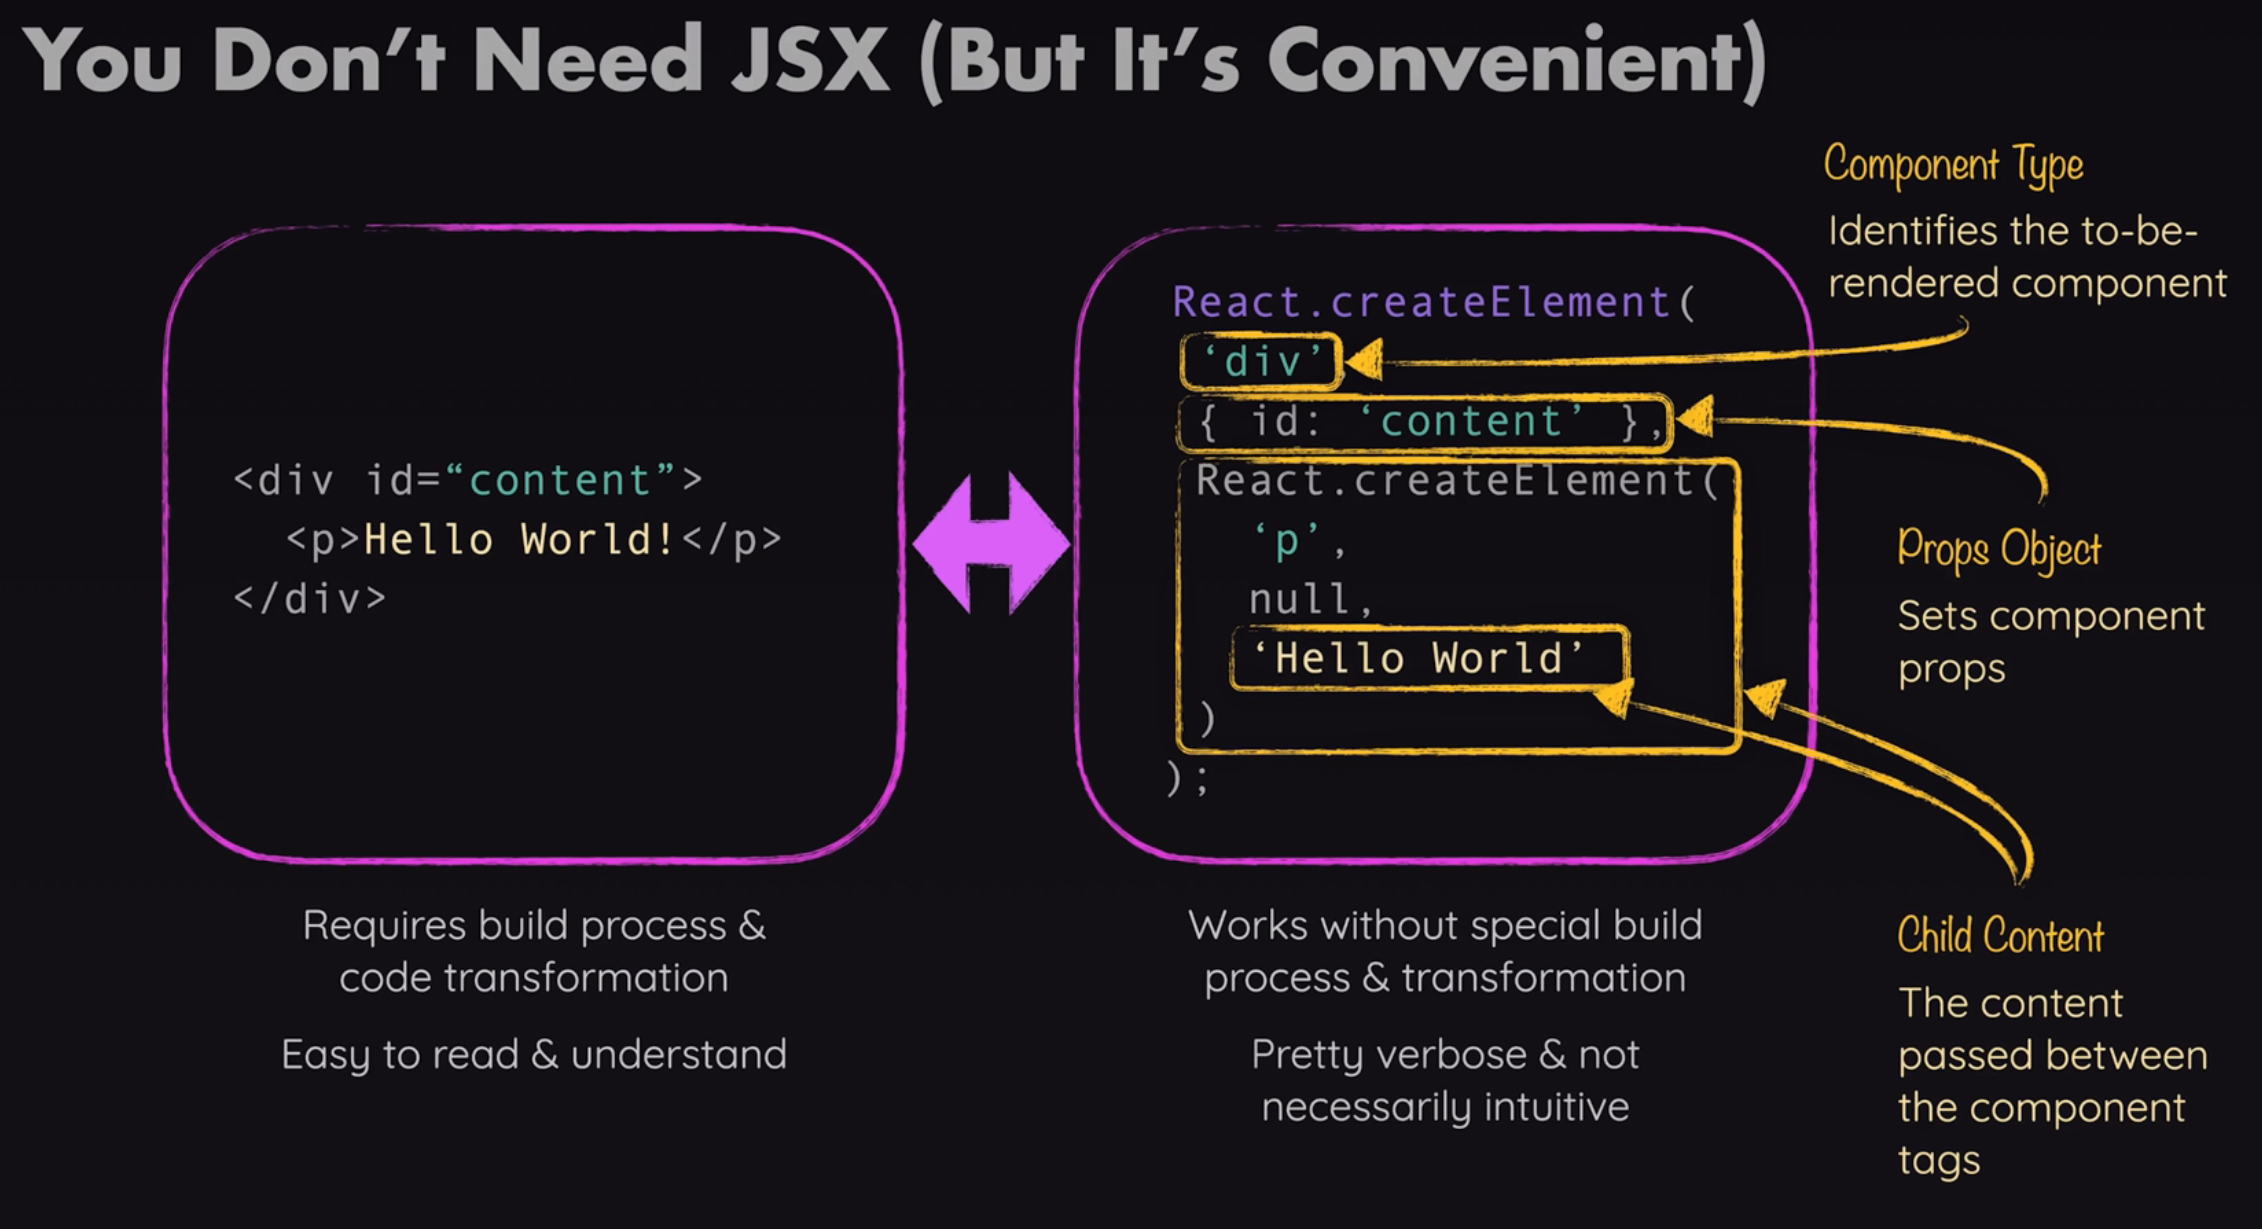 You Don’t Need JSX (But It’s Convenient)
<div id=“content”>
<p>Hello World!</p>
</div>
Requires build process &
code transformation
Easy to read & understand
React.createElement(
‘div’
{ id: ‘content’ },
React.createElement(
‘p’,
null,
‘Hello World’
)
);
Works without special build
process & transformation
Pretty verbose & not
necessarily intuitive
Component Type
Identifies the to-be-
rendered component
Props Object
Sets component
props
Child Content
The content
passed between
the component
tags